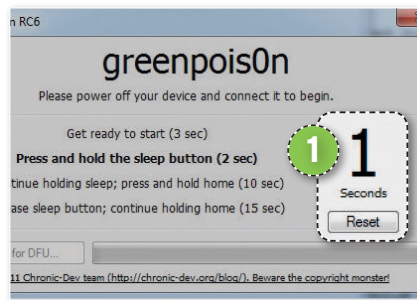 n RC6
greenpois0n
Please power off your device and connect it to begin.
Get ready to start (3 sec)
Press and hold the sleep button (2 sec)
tinue holding sleep; press and hold home (10 sec)
ase sleep button; continue holding home (15 sec)
1
1
Seconds
Reset
for DFU...
11 Chronic-Dev team (http://chronic-dev.org/blog/). Beware the copyright monster!